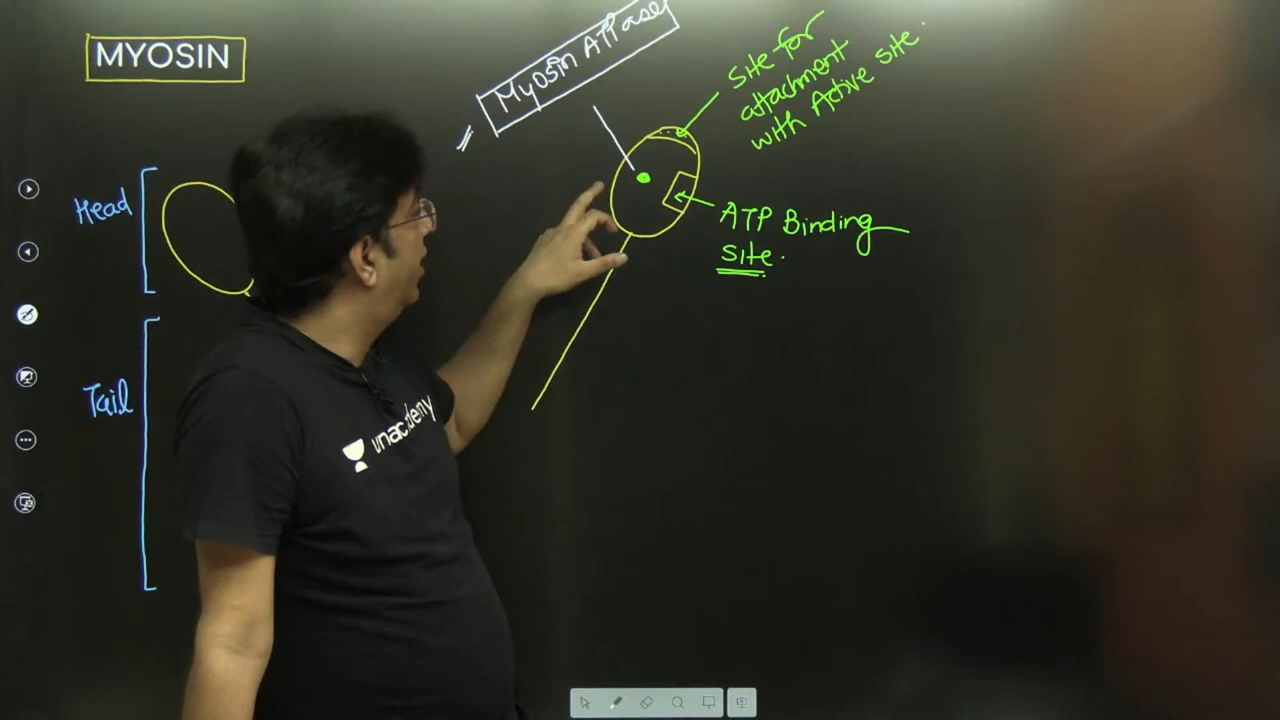 MYOSIN
Myosin ATPase
Site for
attachment
with Active site.
Head
ATP Binding
site.
Tail
unacademy